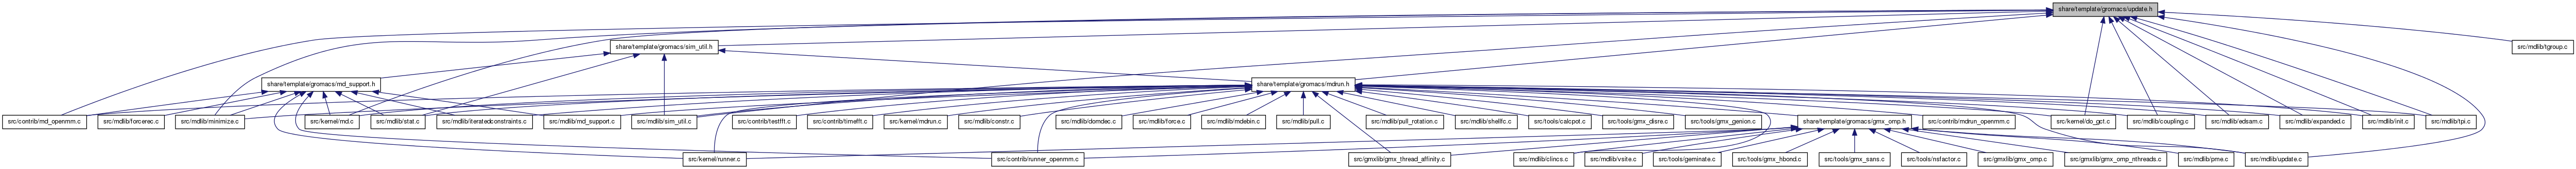 share/template/gromacs/update.h
share/template/gromacs/sim_util.h
src/mdlib/tgroup.c
share/template/gromacs/md_support.h
share/template/gromacs/mdrun.h
src/contrib/md_openmm.c
src/mdlib/forcerec.c
src/mdlib/minimize.c
src/kernel/md.c
src/mdlib/stat.c
src/mdlib/iteratedconstraints.c
src/mdlib/md_support.c
src/mdlib/sim_util.c
src/contrib/testfft.c
src/contrib/timefft.c
src/kernel/mdrun.c
src/mdlib/constr.c
src/mdlib/domdec.c
src/mdlib/force.c
src/mdlib/mdebin.c
src/mdlib/pull.c
src/mdlib/pull_rotation.c
src/mdlib/shellfc.c
src/tools/calcpot.c
src/tools/gmx_disre.c
src/tools/gmx_genion.c
share/template/gromacs/gmx_omp.h
src/contrib/mdrun_openmm.c
src/kernel/do_gct.c
src/mdlib/coupling.c
src/mdlib/edsam.c
src/mdlib/expanded.c
src/mdlib/init.c
src/mdlib/tpi.c
src/kernel/runner.c
src/contrib/runner_openmm.c
src/gmxlib/gmx_thread_affinity.c
src/mdlib/clincs.c
src/mdlib/vsite.c
src/tools/geminate.c
src/tools/gmx_hbond.c
src/tools/gmx_sans.c
src/tools/nsfactor.c
src/gmxlib/gmx_omp.c
src/gmxlib/gmx_omp_nthreads.c
src/mdlib/pme.c
src/mdlib/update.c